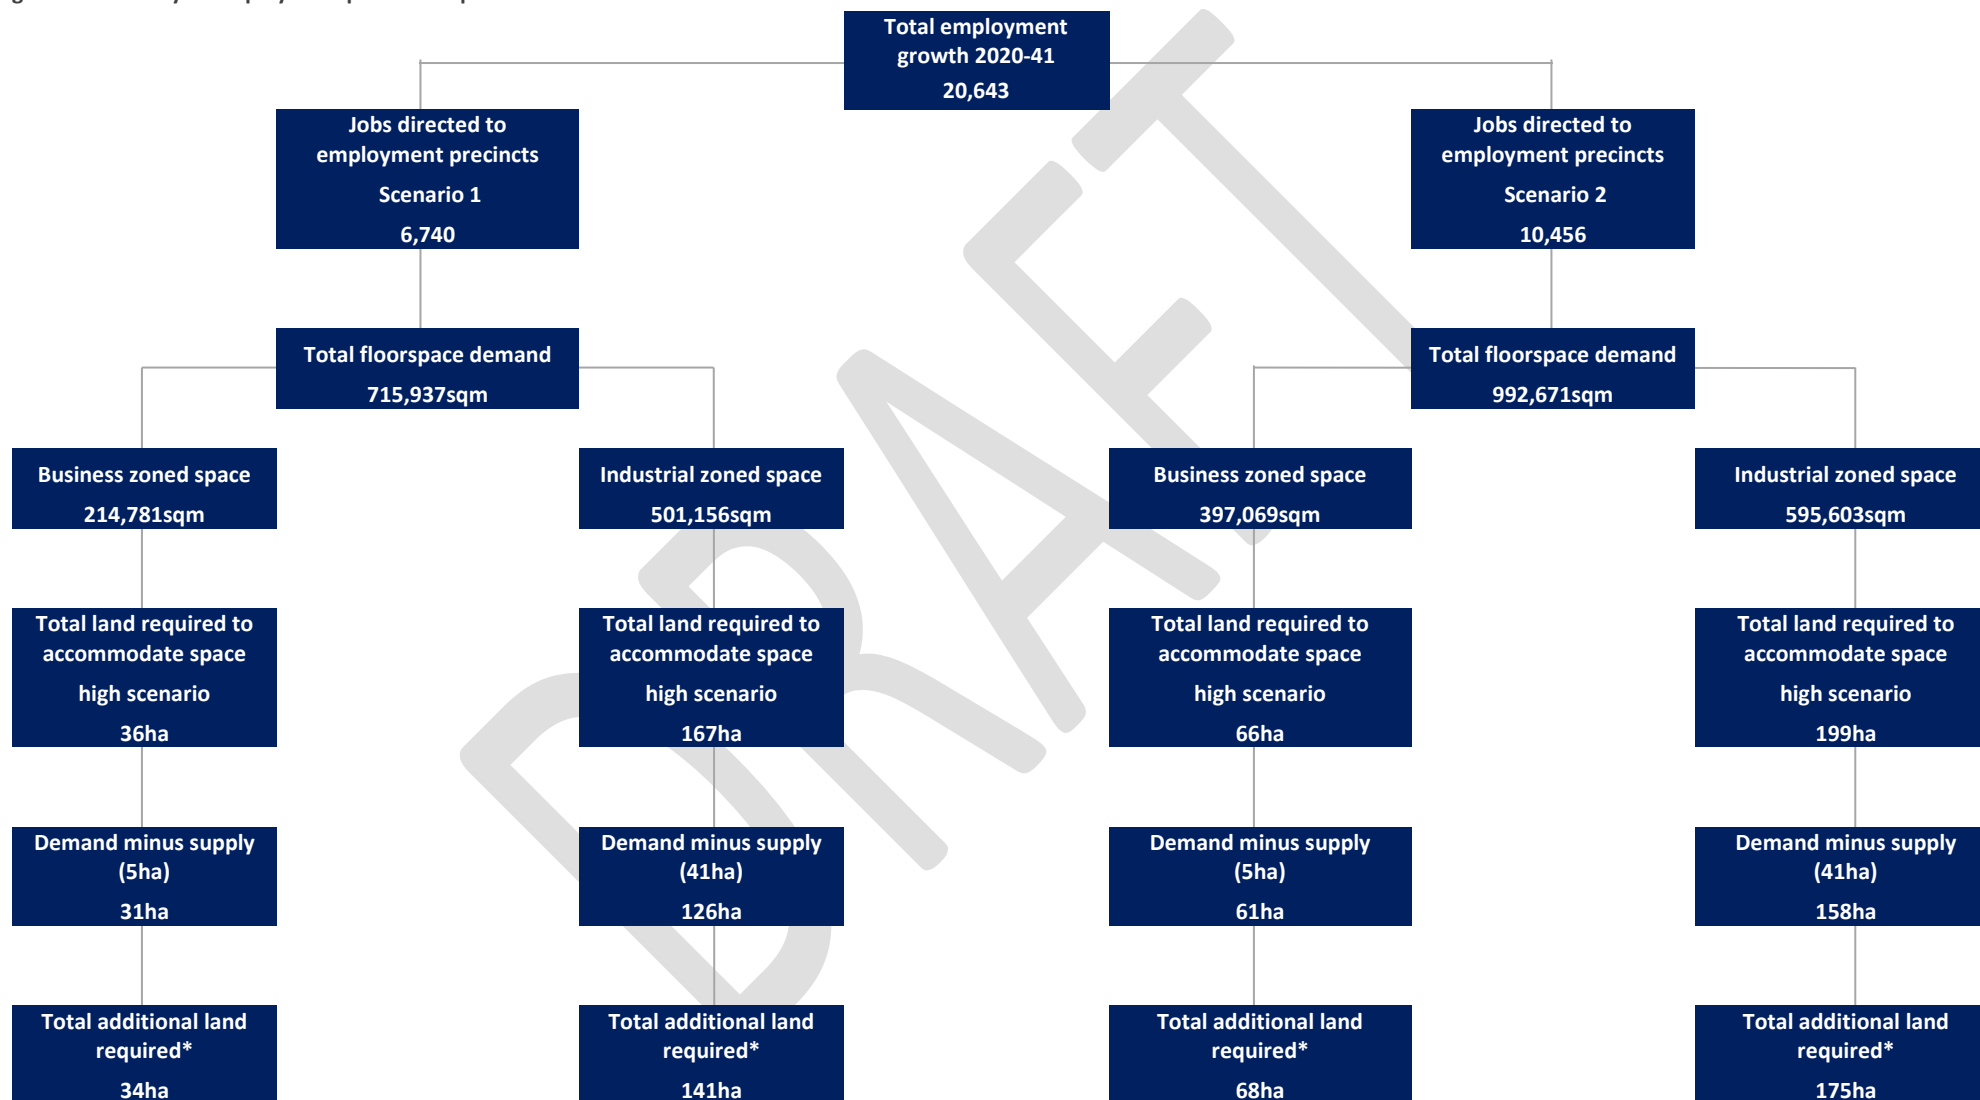 Total employment
growth 2020-41
20,643
Jobs directed to
employment precincts
Scenario 1
6,740
Jobs directed to
employment precincts
Scenario 2
10,456
Total floorspace demand
715,937sqm
Total floorspace demand
992,671sqm
Business zoned space
214,781sqm
Industrial zoned space
501,156sqm
Business zoned space
397,069sqm
Industrial zoned space
595,603sqm
Total land required to
accommodate space
high scenario
36ha
Total land required to
accommodate space
high scenario
167ha
Total land required to
accommodate space
high scenario
66ha
Total land required to
accommodate space
high scenario
199ha
Demand minus supply
(5ha)
31ha
Demand minus supply
(41ha)
126ha
Demand minus supply
(5ha)
61ha
Demand minus supply
(41ha)
158ha
Total additional land
required*
34ha
Total additional land
required*
141ha
Total additional land
required*
68ha
Total additional land
required*
175ha
DRAFT